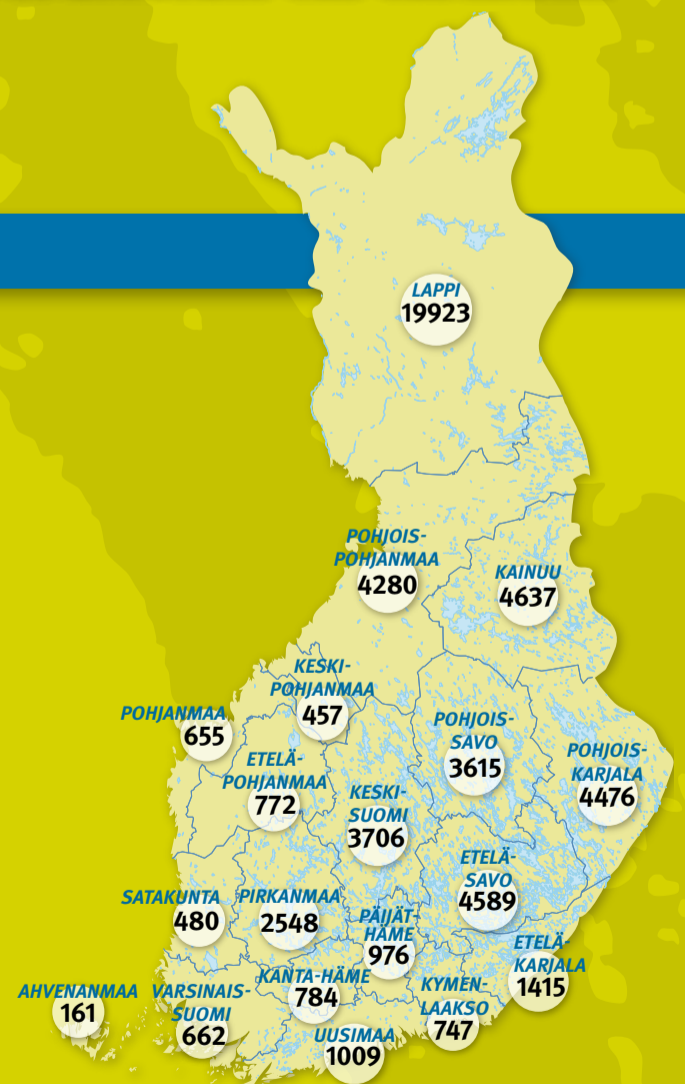 LAPPI
19923
POHJOIS-
POHJANMAA
4280
KAINUU
4637
KESKI-
POHJANMAA
457
POHJANMAA
655
ETELÄ-
POHJANMAA
772
KESKI-
SUOMI
3706
POHJOIS-
SAVO
3615
POHJOIS-
KARJALA
4476
ETELÄ-
SAVO
4589
SATAKUNTA
480
PIRKANMAA
2548
PÄIJÄT-
HÄME
976
ETELÄ-
KARJALA
1415
AHVENANMAA
161
VARSINAIS-
SUOMI
662
KANTA-HÄME
784
UUSIMAA
1009
KYMEN-
LAAKSO
747